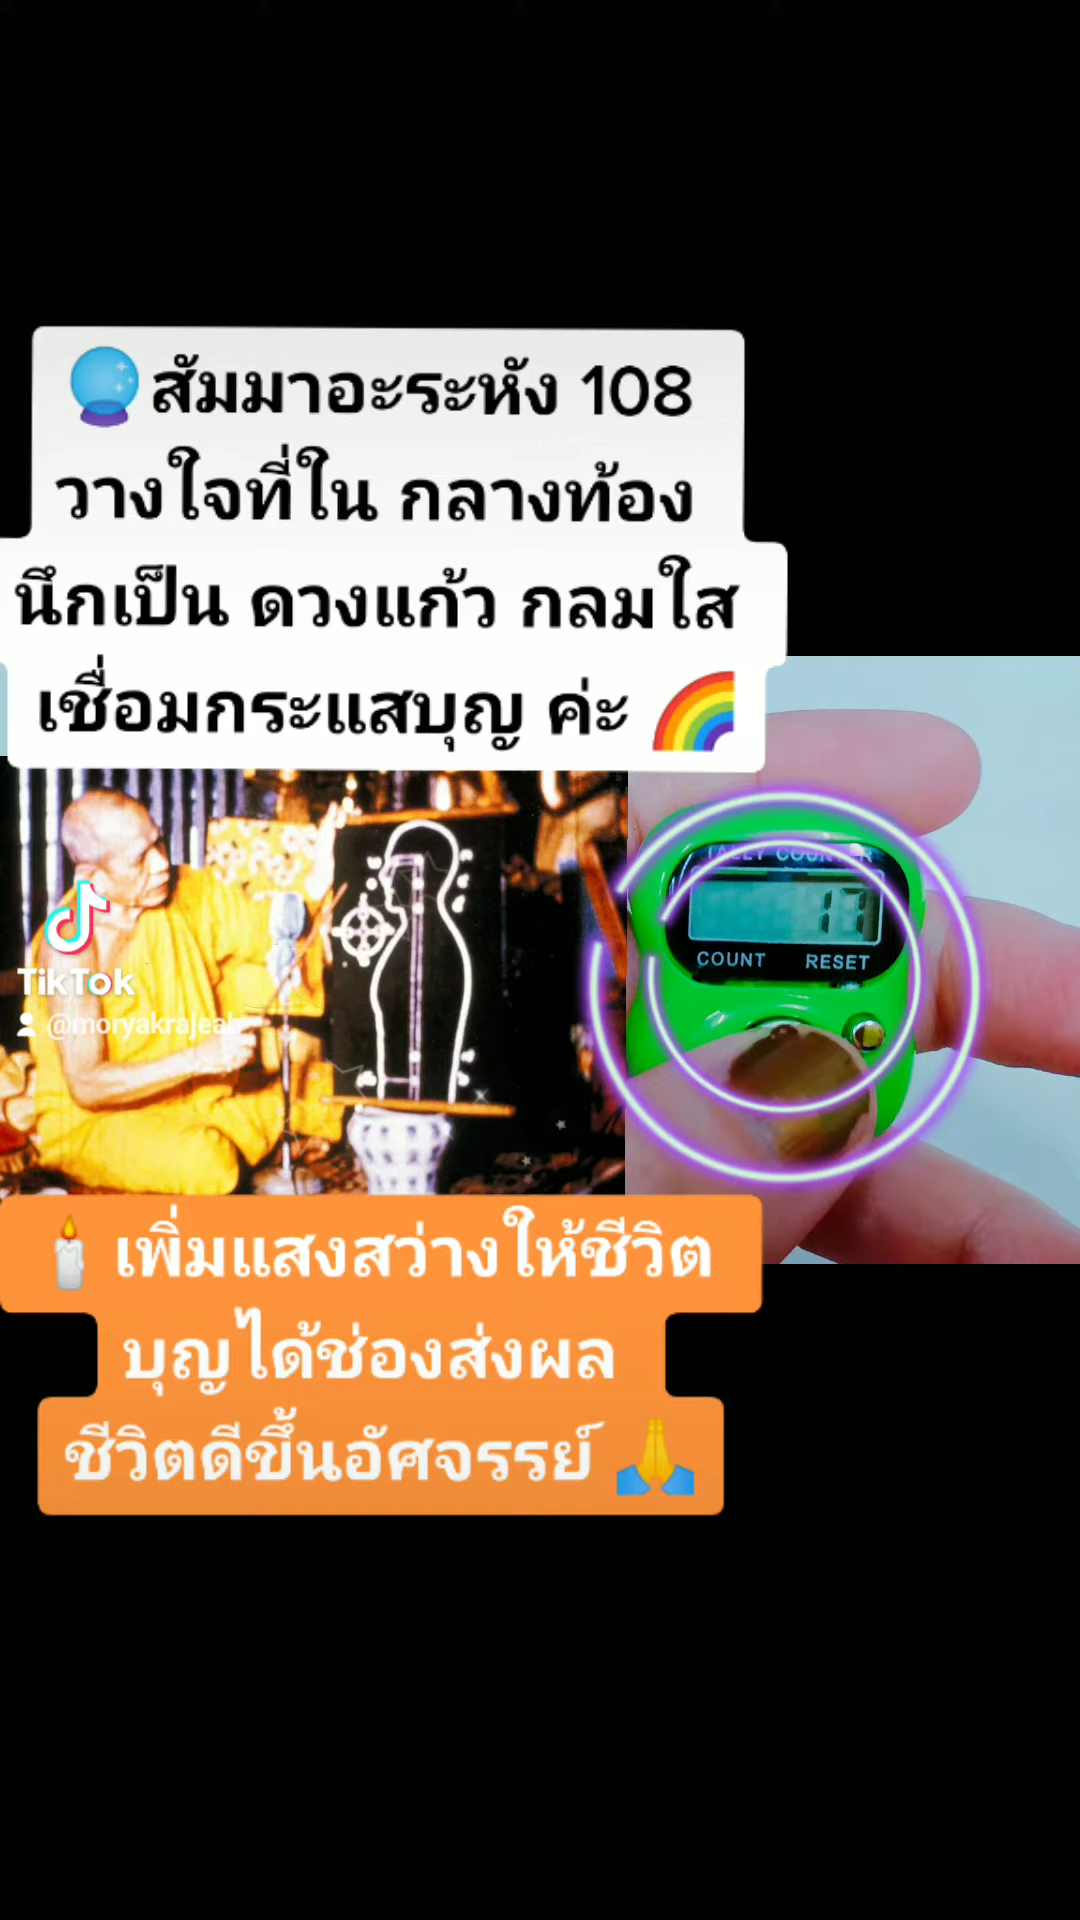 🔮สัมมาอะระหัง 108
วางใจที่ใน กลางท้อง
นึกเป็น ดวงแก้ว กลมใส
เชื่อมกระแสบุญ ค่ะ 🌈
TALLY COUNTER
13
COUNT RESET
TikTok
🕯️ เพิ่มแสงสว่างให้ชีวิต
บุญได้ช่องส่งผล
ชีวิตดีขึ้นอัศจรรย์ 🙏